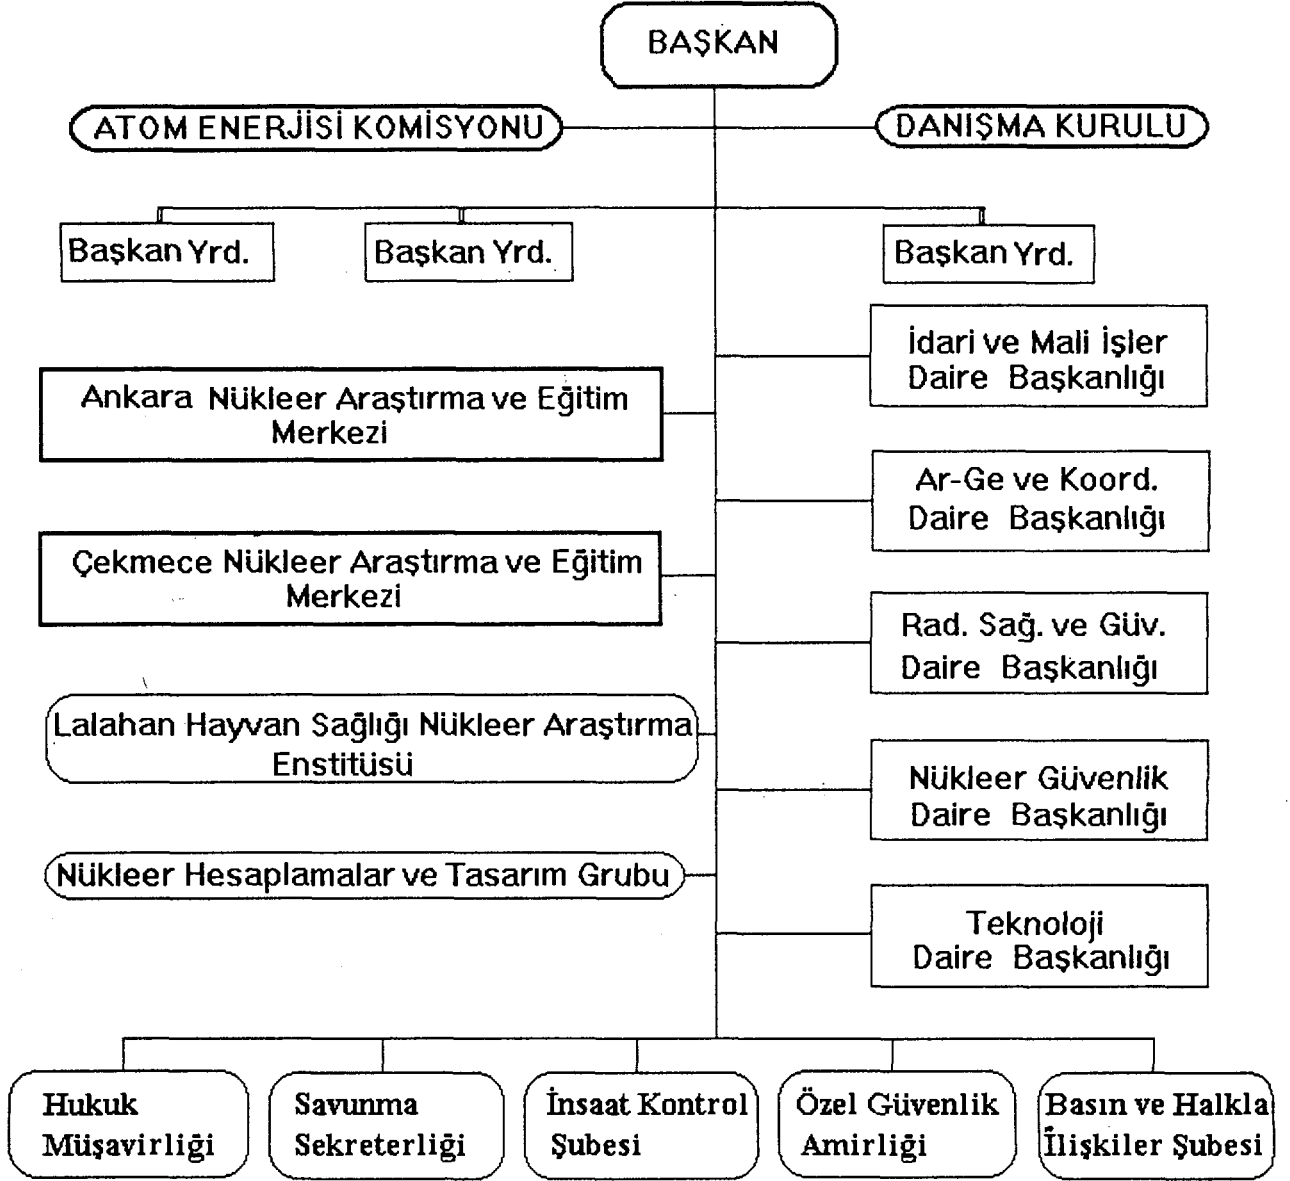 BAŞKAN
ATOM ENERJİSİ KOMİSYONU
DANIŞMA KURULU
Başkan Yrd.
Başkan Yrd.
Başkan Yrd.
İdari ve Mali İşler
Daire Başkanlığı
Ankara Nükleer Araştırma ve Eğitim
Merkezi
Ar-Ge ve Koord.
Daire Başkanlığı
Çekmece Nükleer Araştırma ve Eğitim
Merkezi
Rad. Sağ. ve Güv.
Daire Başkanlığı
Lalahan Hayvan Sağlığı Nükleer Araştırma
Enstitüsü
Nükleer Güvenlik
Daire Başkanlığı
Nükleer Hesaplamalar ve Tasarım Grubu
Teknoloji
Daire Başkanlığı
Hukuk
Müşavirliği
Savunma
Sekreterliği
İnsaat Kontrol
Şubesi
Özel Güvenlik
Amirliği
Basın ve Halkla
İlişkiler Şubesi